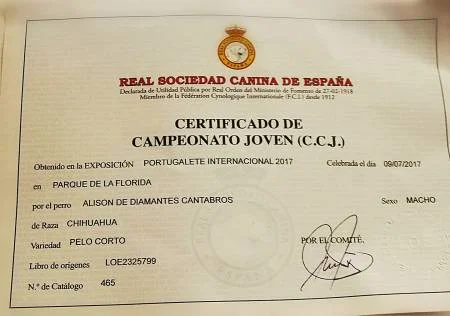 REAL SOCIEDAD CANINA DE ESPAÑA
Declarada de Utilidad Pública por Real Orden del Ministerio de Fomento de 27-02-1918
Miembro de la Fédération Cynologique Internationale (F.C.I.) desde 1912
CERTIFICADO DE
CAMPEONATO JOVEN (C.C.J.)
Obtenido en la EXPOSICIÓN PORTUGALETE INTERNACIONAL 2017 Celebrada el día 09/07/2017
en PARQUE DE LA FLORIDA
por el perro ALISON DE DIAMANTES CANTABROS Sexo MACHO
de Raza CHIHUAHUA
Variedad PELO CORTO POR EL COMITÉ,
Libro de orígenes LOE2325799
N.º de Catálogo 465
ESPAÑA